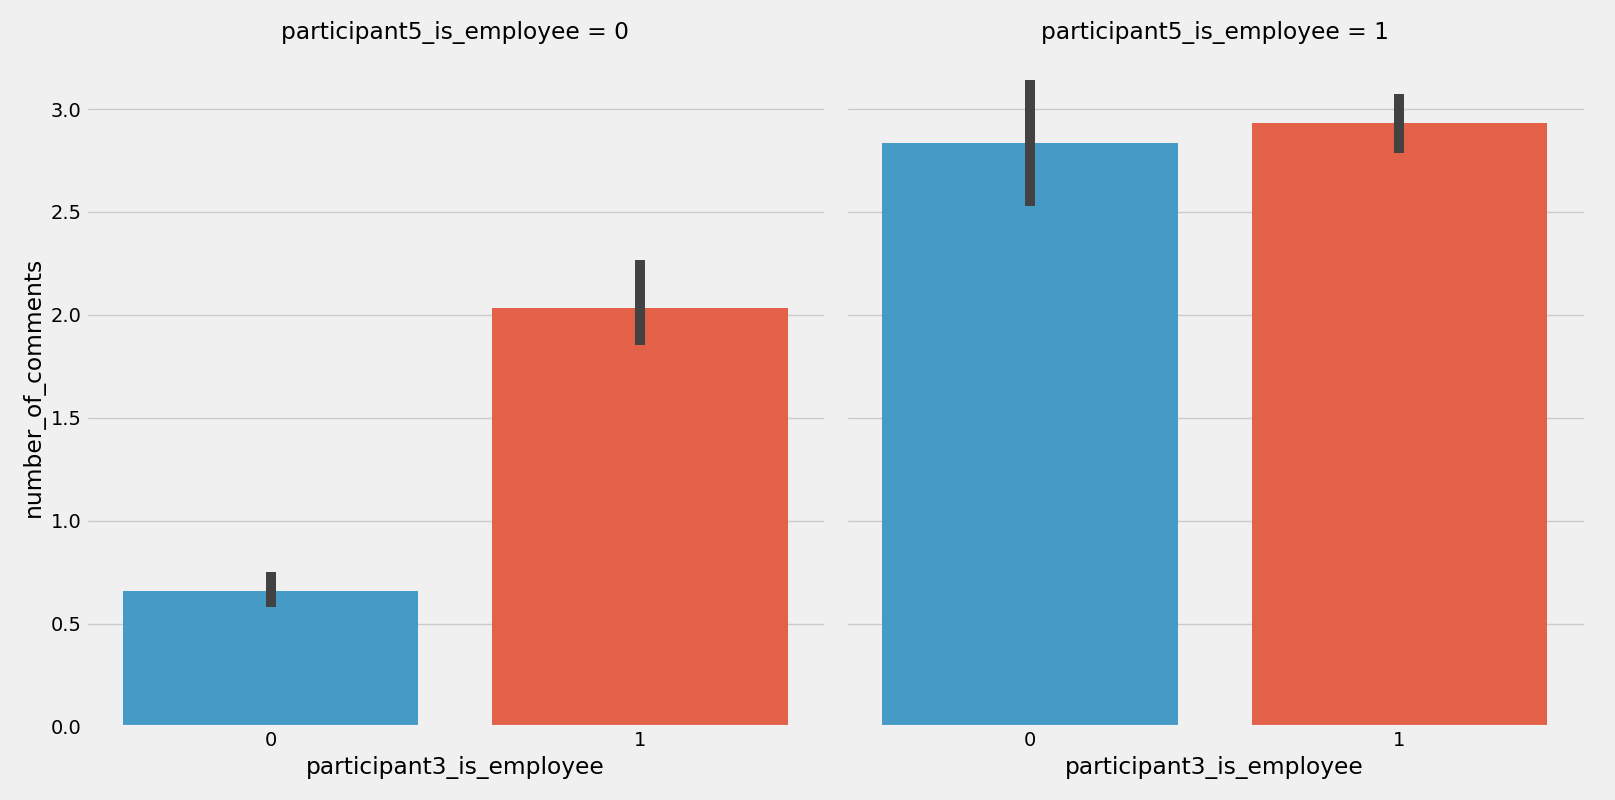 participant5_is_employee = 0
participant5_is_employee = 1
number_of_comments
3.0
2.5
2.0
1.5
1.0
0.5
0.0
0 1
0 1
participant3_is_employee
participant3_is_employee